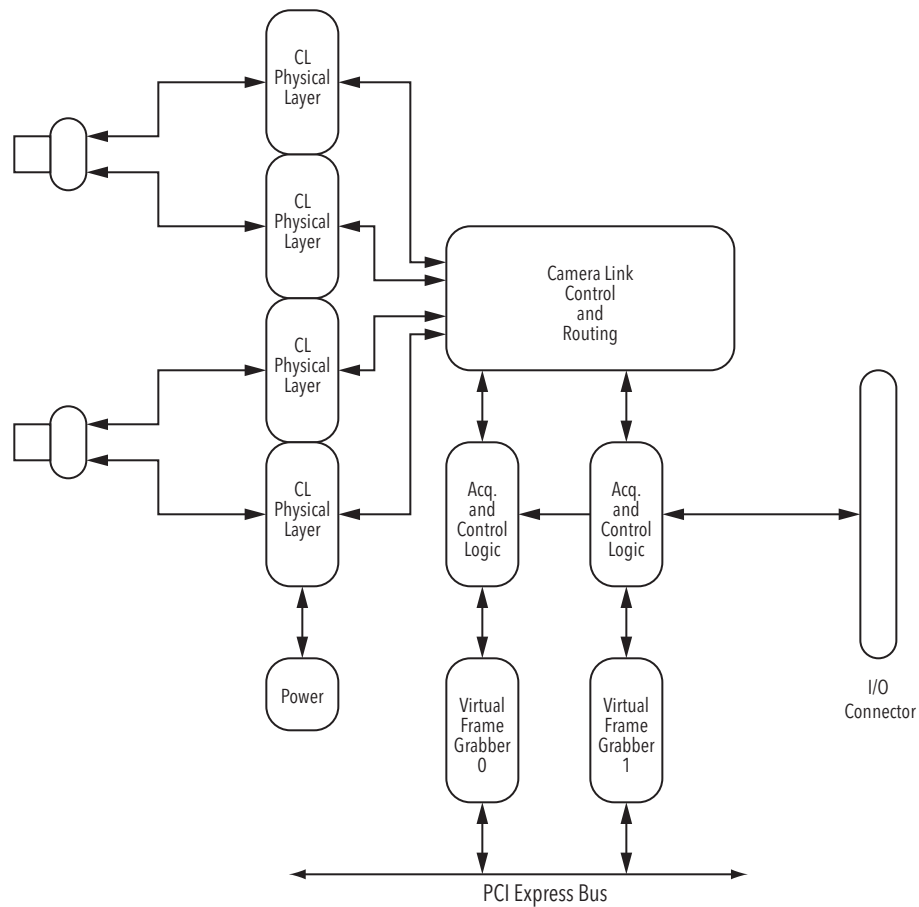 CL
Physical
Layer
CL
Physical
Layer
Camera Link
Control
and
Routing
CL
Physical
Layer
CL
Physical
Layer
Acq.
and
Control
Logic
Acq.
and
Control
Logic
Power
Virtual
Frame
Grabber
0
Virtual
Frame
Grabber
1
I/O
Connector
PCI Express Bus